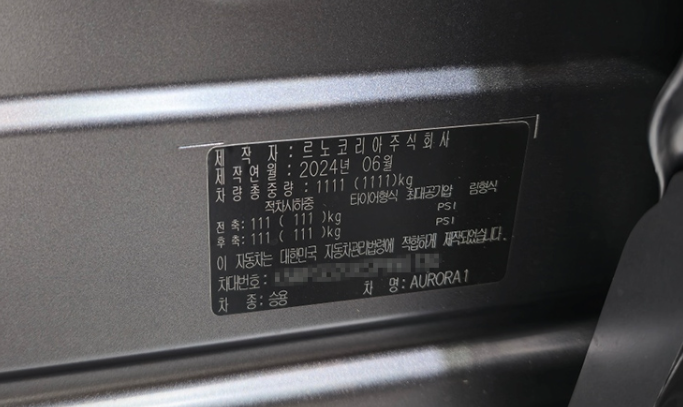 제 작 자 : 르노코리아주식회사
제작연월 : 2024년 06월
차량 총 중량 : 1111 (1111)kg
적차시하중 타이어형식 최대공기압 림형식
전 축 : 111 ( 111 )kg PSI
후 축 : 111 ( 111 )kg PSI
이 자동차는 대한민국 자동차관리법령에 적합하게 제작되었습니다.
차대번호 :
차 종 : 승용 차 명 : AURORA1